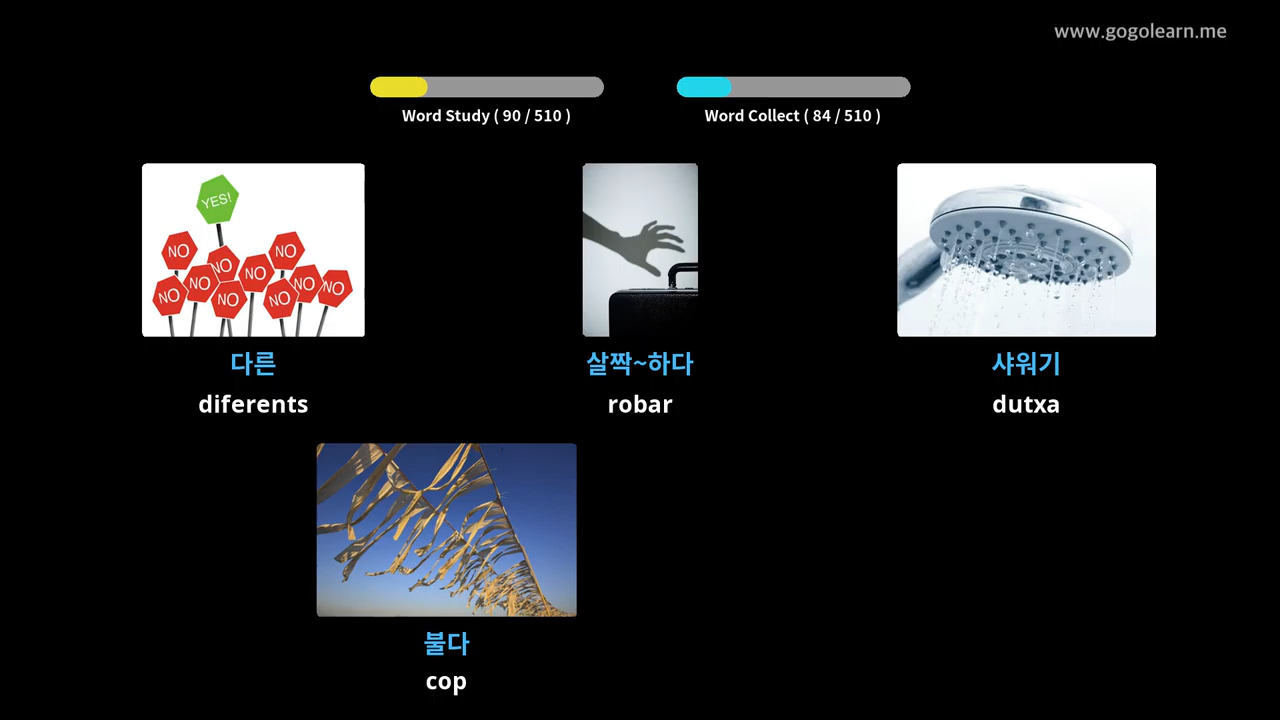 www.gogolearn.me
Word Study ( 90 / 510 )
Word Collect ( 84 / 510 )
YES!
NO
NO
NO
NO
NO
NO
NO
NO
NO
NO
다른
diferents
살짝~하다
robar
샤워기
dutxa
불다
cop